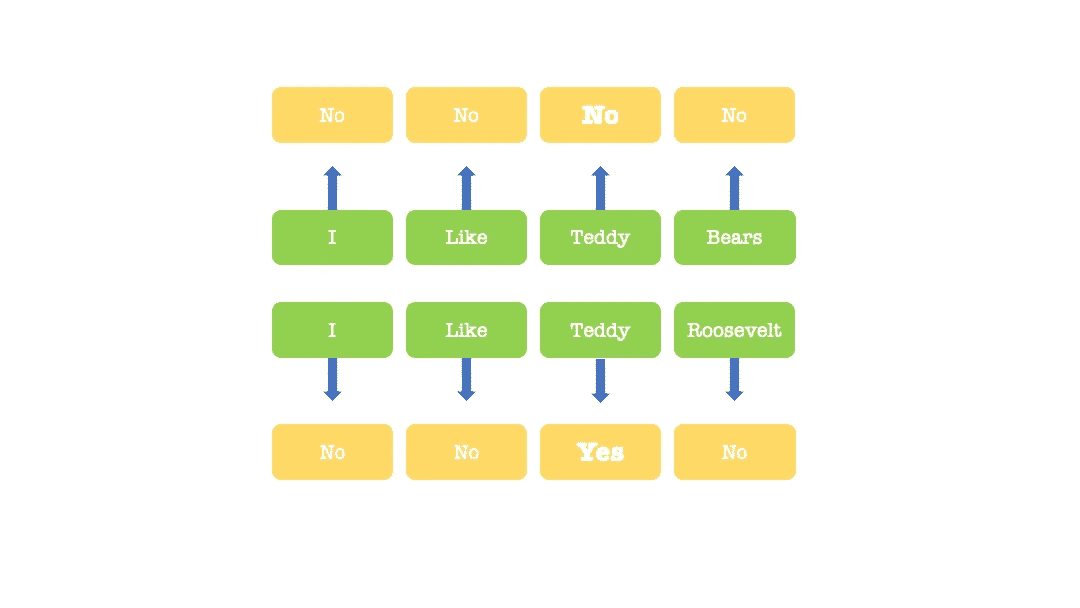 No No No No
I Like Teddy Bears
I Like Teddy Roosevelt
No No Yes No